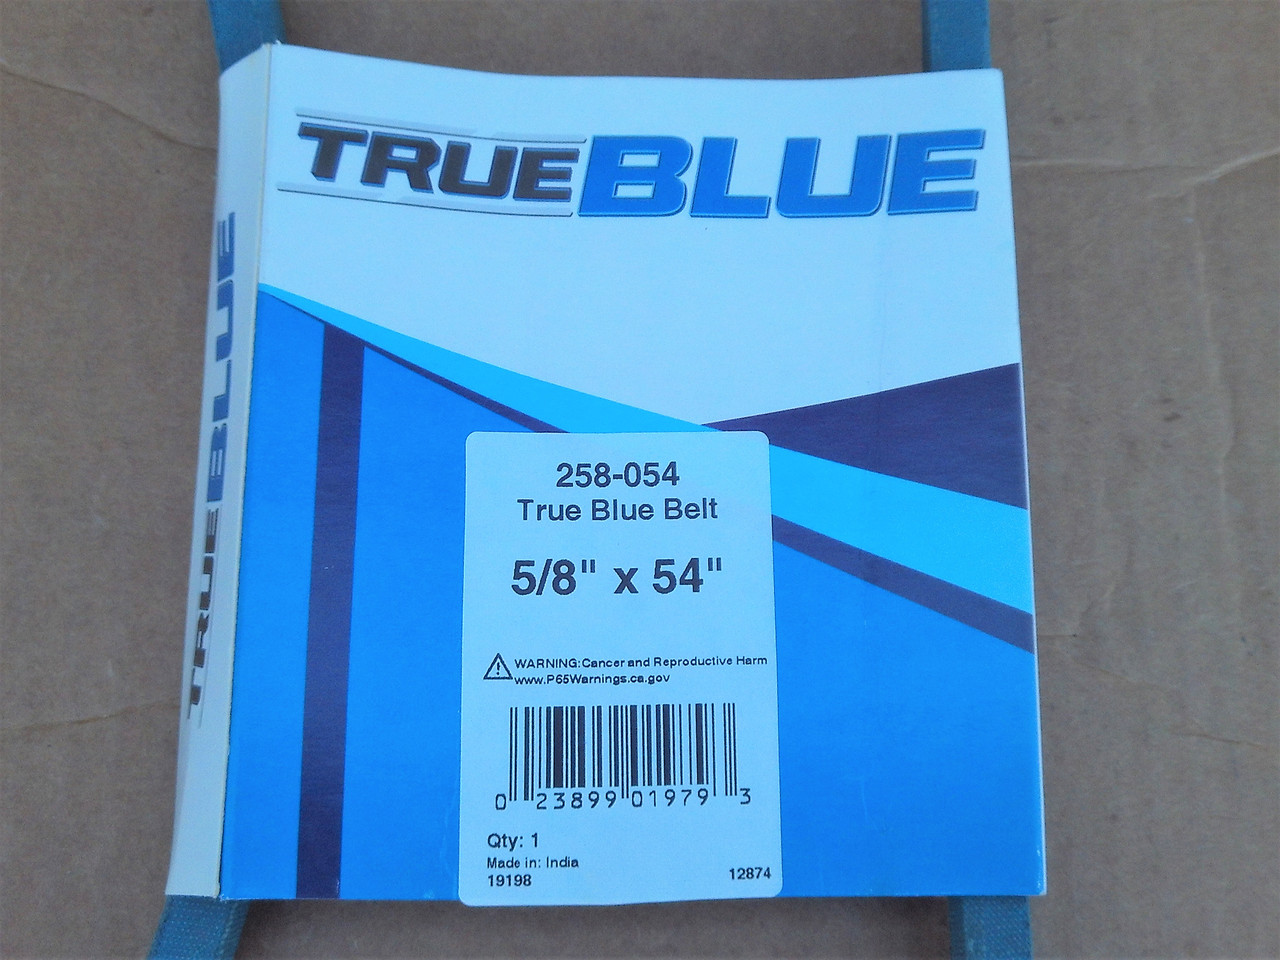 TRUEBLUE
TRUEBLUE
258-054
True Blue Belt
5/8" x 54"
WARNING: Cancer and Reproductive Harm
www.P65Warnings.ca.gov
0 23899 01979 3
Qty: 1
Made in: India
19198
12874